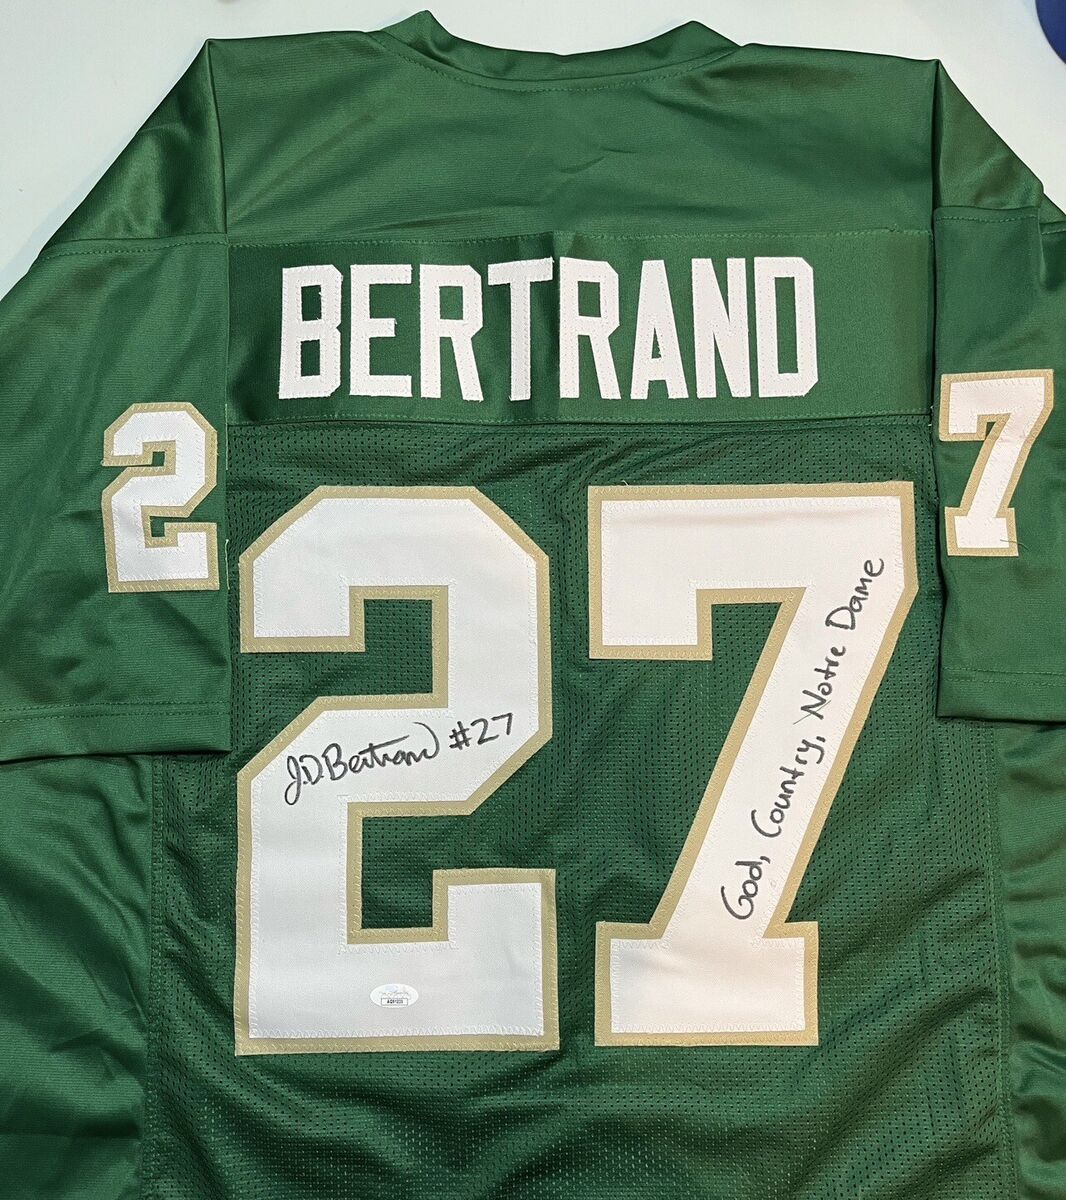 BERTRAND
2
7
27
J.D. Bertrand #27
God, Country, Notre Dame